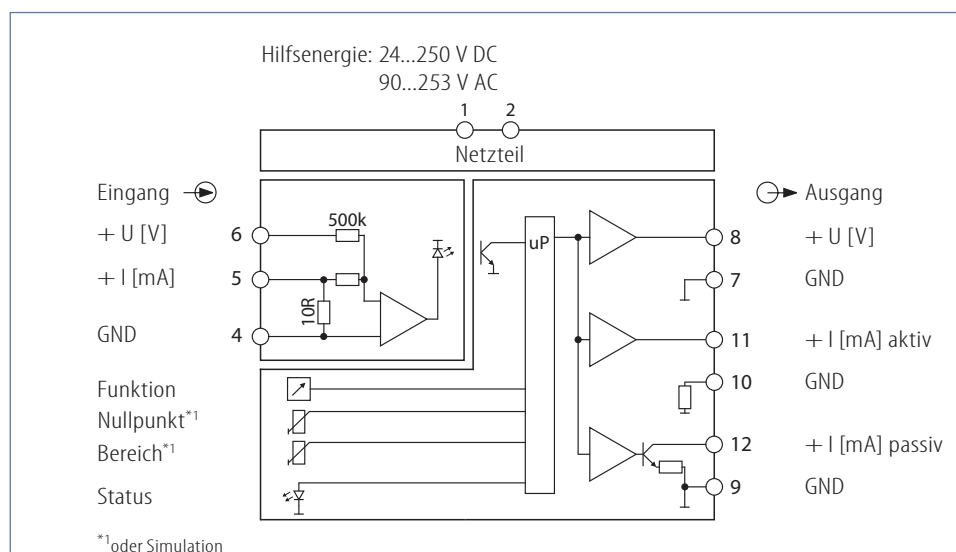 Hilfsenergie: 24...250 V DC
90...253 V AC
1 2
Netzteil
Eingang
Ausgang
+ U [V] 6 500k
uP
8 + U [V]
+ I [mA] 5
7 GND
10R
GND 4
11 + I [mA] aktiv
10 GND
Funktion
Nullpunkt*1
Bereich*1
12 + I [mA] passiv
Status
9 GND
*1oder Simulation